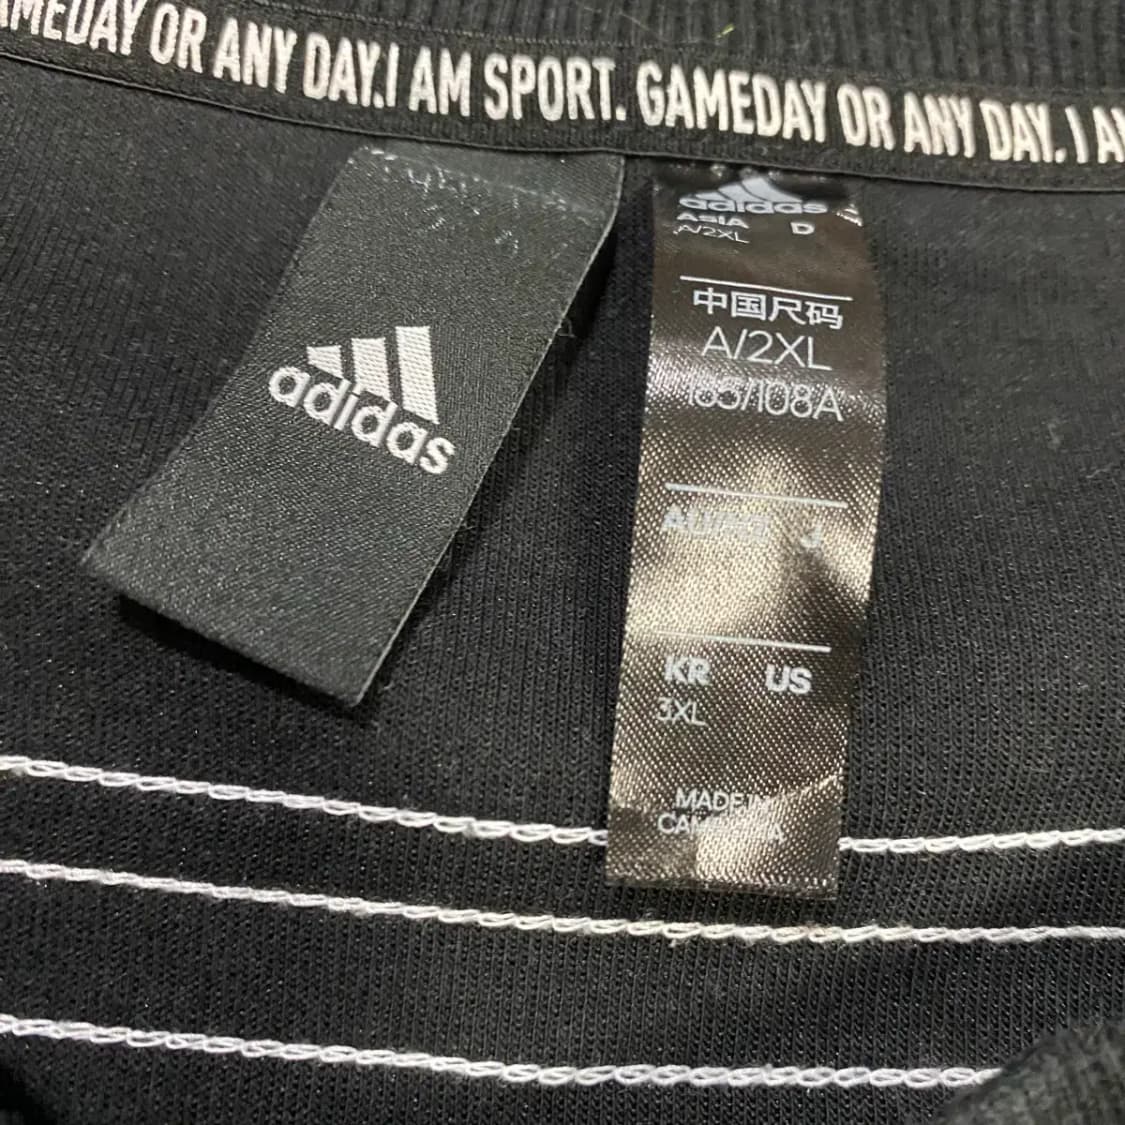 GAMEDAY OR ANY DAY. I AM SPORT. GAMEDAY OR ANY DAY. I AM
adidas
adidas
ASIA D
A/2XL
中国尺码
A/2XL
185/108A
J
KR US
3XL
MADE IN
CAMBODIA